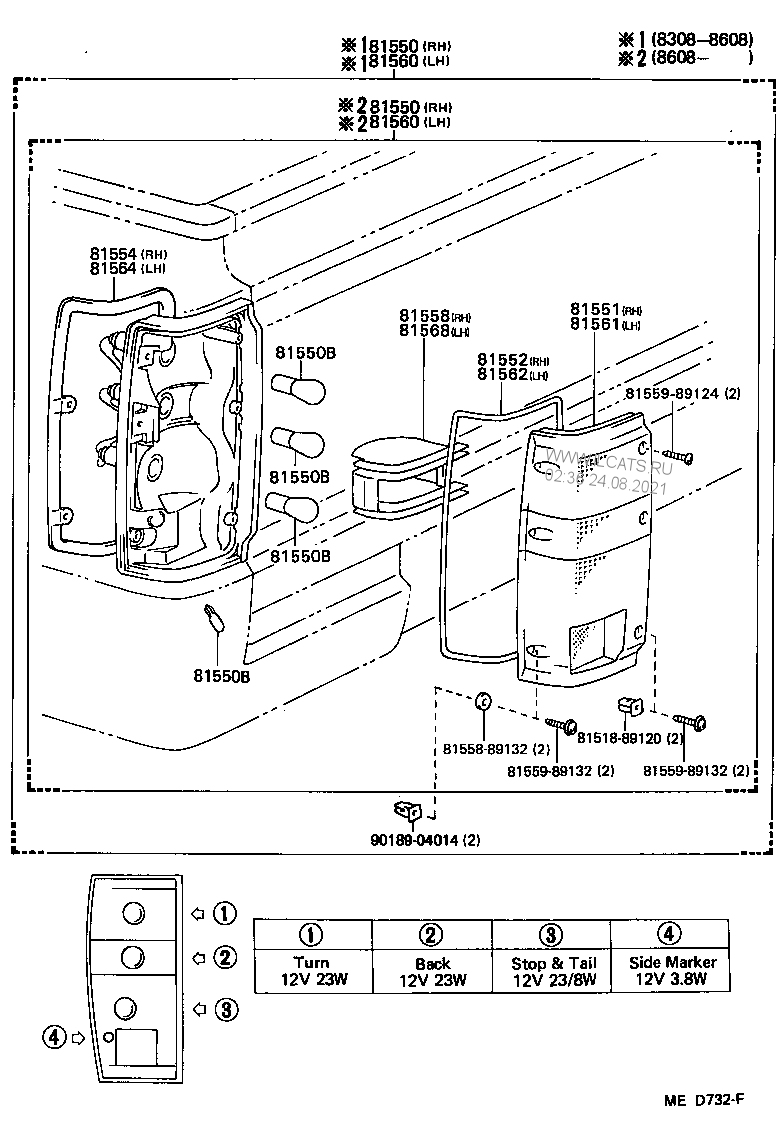 ※1 81550 (RH)
※1 81560 (LH)
※1 (8308-8608)
※2 (8608-      )
※2 81550 (RH)
※2 81560 (LH)
81554 (RH)
81564 (LH)
81558 (RH)
81568 (LH)
81551 (RH)
81561 (LH)
81550B
81552 (RH)
81562 (LH)
81559-89124 (2)
81550B
02:36 24.08.2021
81550B
81550B
81558-89132 (2)
81518-89120 (2)
81559-89132 (2)
81559-89132 (2)
90189-04014 (2)
①
②
③
④
① ② ③ ④
Turn Back Stop & Tail Side Marker
12V 23W 12V 23W 12V 23/8W 12V 3.8W
ME D732-F